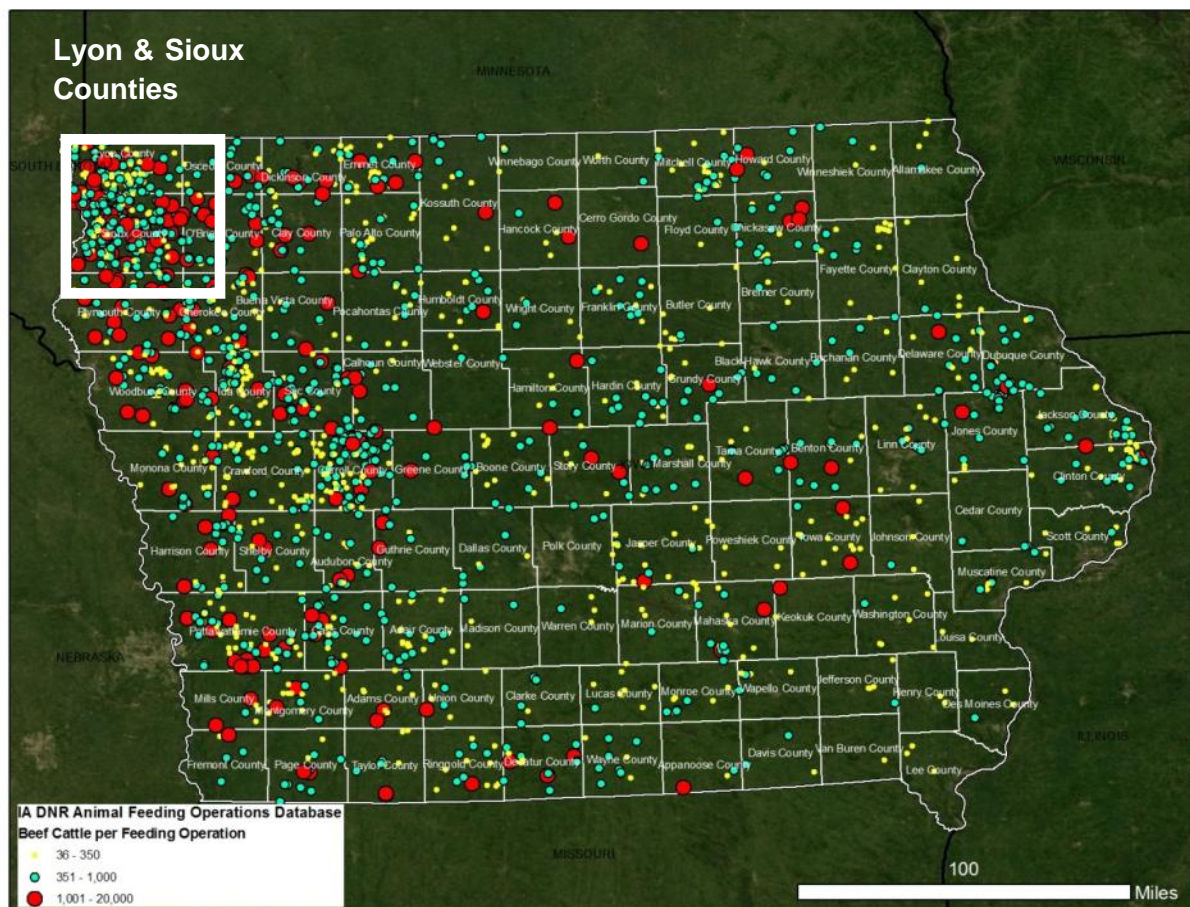 Lyon & Sioux
Counties
MINNESOTA
WISCONSIN
Emmet County
Winnebago County
Worth County
Mitchell County
Howard County
Winneshiek County
Allamakee County
Dickinson County
Kossuth County
Hancock County
Cerro Gordo County
Floyd County
Chickasaw County
Sioux County
O'Brien County
Clay County
Palo Alto County
Fayette County
Clayton County
Plymouth County
Cherokee County
Buena Vista County
Pocahontas County
Humboldt County
Wright County
Franklin County
Butler County
Bremer County
Woodbury County
Ida County
Sac County
Calhoun County
Webster County
Hamilton County
Hardin County
Grundy County
Black Hawk County
Buchanan County
Delaware County
Dubuque County
Monona County
Crawford County
Carroll County
Greene County
Boone County
Story County
Marshall County
Tama County
Benton County
Linn County
Jones County
Jackson County
Clinton County
Cedar County
Harrison County
Shelby County
Audubon County
Guthrie County
Dallas County
Polk County
Jasper County
Poweshiek County
Iowa County
Johnson County
Scott County
Muscatine County
Pottawattamie County
Adair County
Madison County
Warren County
Marion County
Mahaska County
Keokuk County
Washington County
Louisa County
NEBRASKA
Mills County
Montgomery County
Adams County
Union County
Clarke County
Lucas County
Monroe County
Wapello County
Jefferson County
Henry County
Des Moines County
ILLINOIS
Fremont County
Page County
Taylor County
Ringgold County
Decatur County
Wayne County
Appanoose County
Davis County
Van Buren County
Lee County
MISSOURI
IA DNR Animal Feeding Operations Database
Beef Cattle per Feeding Operation
36 - 350
351 - 1,000
1,001 - 20,000
100
Miles